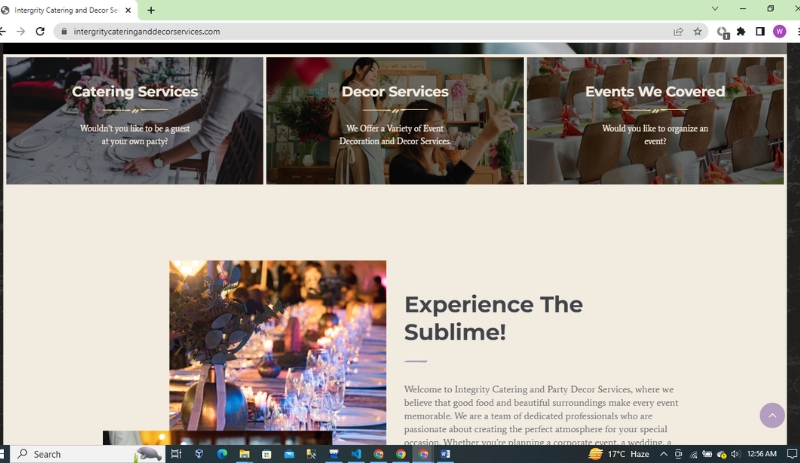 Intergrity Catering and Decor Se
intergritycateringanddecorservices.com
W
Catering Services
Wouldn't you like to be a guest
at your own party?
Decor Services
We Offer a Variety of Event
Decoration and Decor Services.
Events We Covered
Would you like to organize an
event?
Experience The
Sublime!
Welcome to Integrity Catering and Party Decor Services, where we
believe that good food and beautiful surroundings make every event
memorable. We are a team of dedicated professionals who are
passionate about creating the perfect atmosphere for your special
occasion. Whether you're planning a corporate event, a wedding, a
Search
17°C Haze
12:56 AM